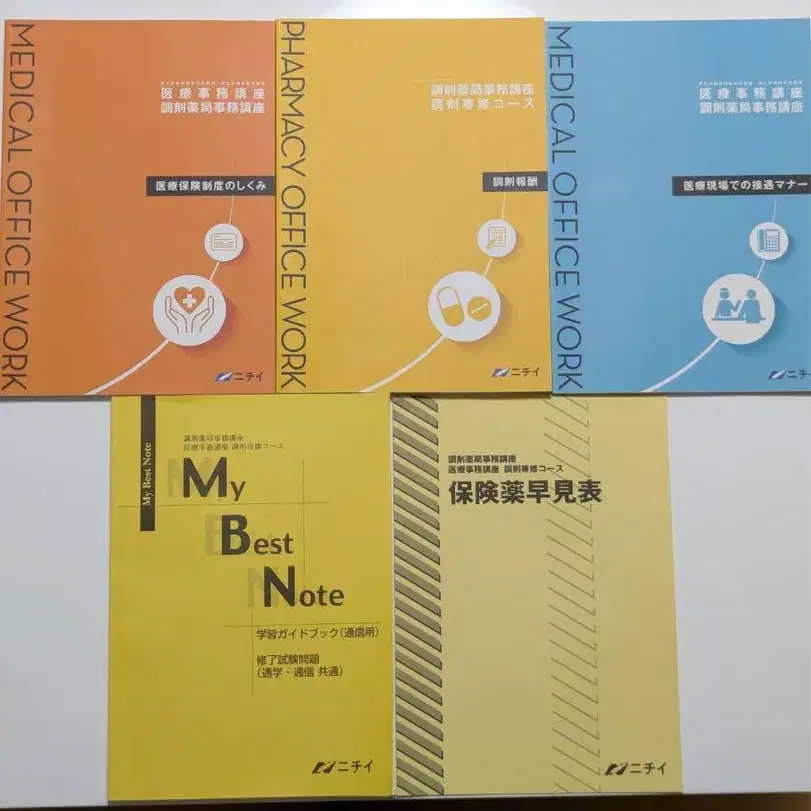 MEDICAL OFFICE WORK
医療事務講座
調剤薬局事務講座
医療保険制度のしくみ
ニチイ
PHARMACY OFFICE WORK
調剤薬局事務講座
調剤専修コース
調剤報酬
ニチイ
MEDICAL OFFICE WORK
医療事務講座
調剤薬局事務講座
医療現場での接遇マナー
ニチイ
My Best Note
調剤薬局事務講座
医療事務講座 調剤専修コース
My
Best
Note
学習ガイドブック(通信用)
修了試験問題
(通学・通信 共通)
ニチイ
調剤薬局事務講座
医療事務講座 調剤専修コース
保険薬早見表
ニチイ